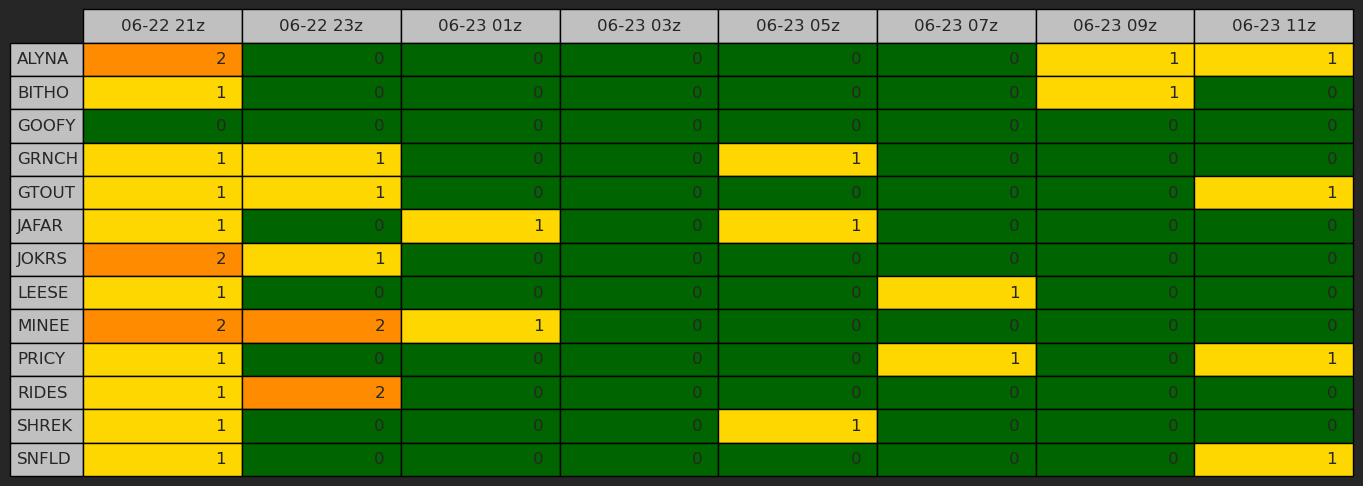 06-22 21z 06-22 23z 06-23 01z 06-23 03z 06-23 05z 06-23 07z 06-23 09z 06-23 11z
ALYNA 2 0 0 0 0 0 1 1
BITHO 1 0 0 0 0 0 1 0
GOOFY 0 0 0 0 0 0 0 0
GRNCH 1 1 0 0 1 0 0 0
GTOUT 1 1 0 0 0 0 0 1
JAFAR 1 0 1 0 1 0 0 0
JOKRS 2 1 0 0 0 0 0 0
LEESE 1 0 0 0 0 1 0 0
MINEE 2 2 1 0 0 0 0 0
PRICY 1 0 0 0 0 1 0 1
RIDES 1 2 0 0 0 0 0 0
SHREK 1 0 0 0 1 0 0 0
SNFLD 1 0 0 0 0 0 0 1